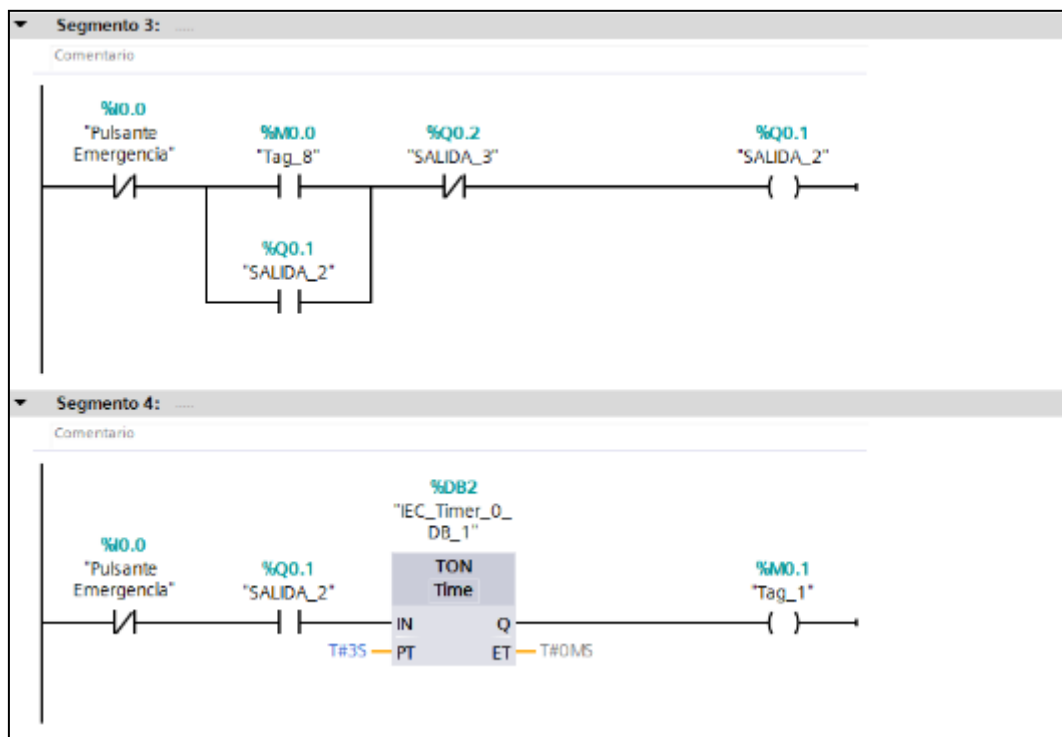 Segmento 3: .....
Comentario
%I0.0
"Pulsante
Emergencia"
%M0.0
"Tag_8"
%Q0.2
"SALIDA_3"
%Q0.1
"SALIDA_2"
%Q0.1
"SALIDA_2"
Segmento 4: .....
Comentario
%I0.0
"Pulsante
Emergencia"
%Q0.1
"SALIDA_2"
%DB2
"IEC_Timer_0_
DB_1"
TON
Time
IN
Q
T#3S
PT
ET
T#0MS
%M0.1
"Tag_1"